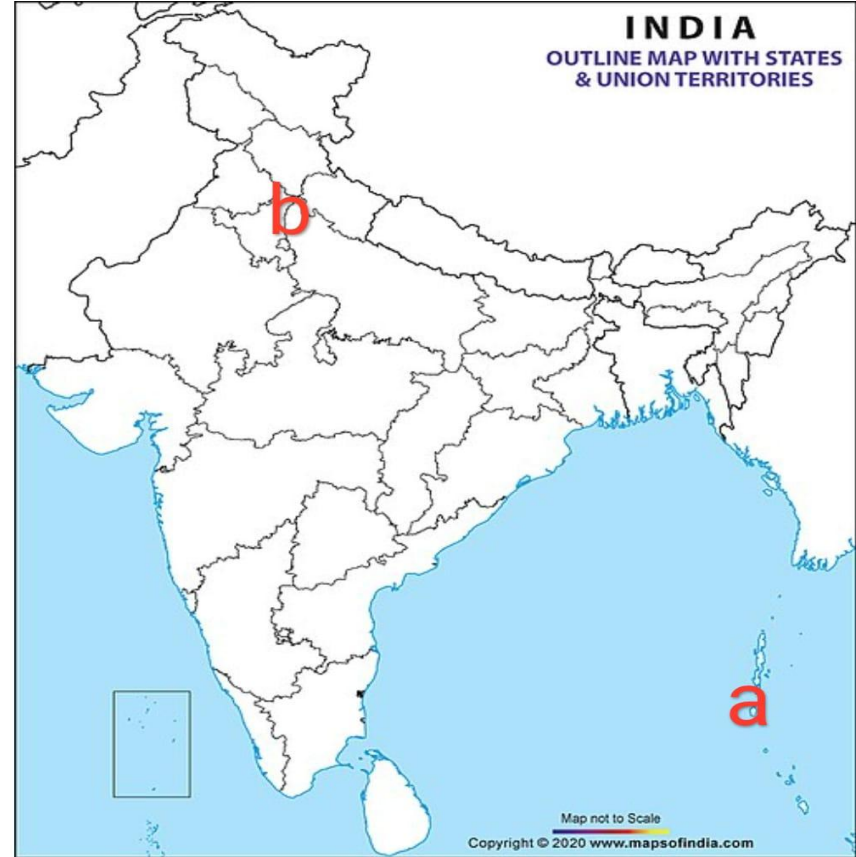 INDIA
OUTLINE MAP WITH STATES
& UNION TERRITORIES
b
a
Map not to Scale
Copyright © 2020 www.mapsofindia.com